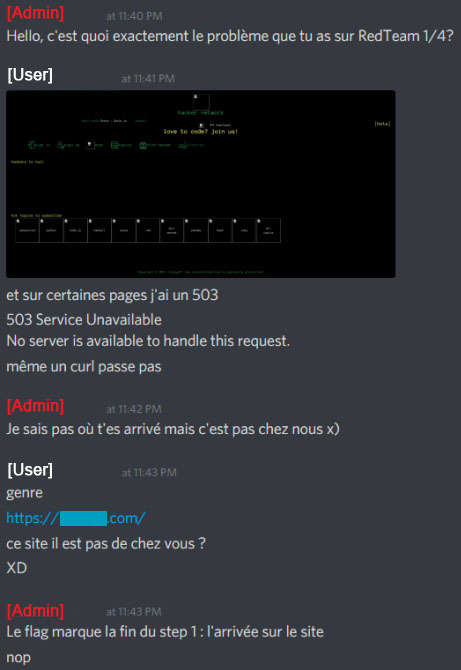 [Admin] at 11:40 PM
Hello, c'est quoi exactement le problème que tu as sur RedTeam 1/4?
[User] at 11:41 PM
hacker network
love to code? join us!
[beta]
et sur certaines pages j'ai un 503
503 Service Unavailable
No server is available to handle this request.
même un curl passe pas
[Admin] at 11:42 PM
Je sais pas où t'es arrivé mais c'est pas chez nous x)
[User] at 11:43 PM
genre
https:// .com/
ce site il est pas de chez vous ?
XD
[Admin] at 11:43 PM
Le flag marque la fin du step 1 : l'arrivée sur le site
nop